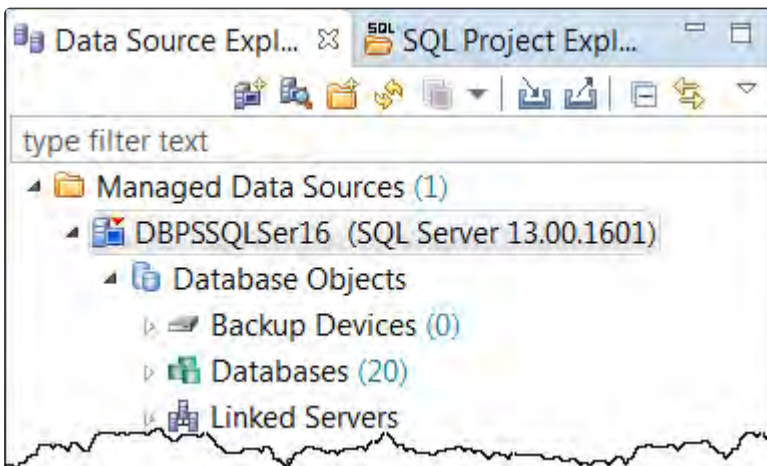 Data Source Expl... SQL SQL Project Expl...
type filter text
Managed Data Sources (1)
DBPSSQLSer16 (SQL Server 13.00.1601)
Database Objects
Backup Devices (0)
Databases (20)
Linked Servers